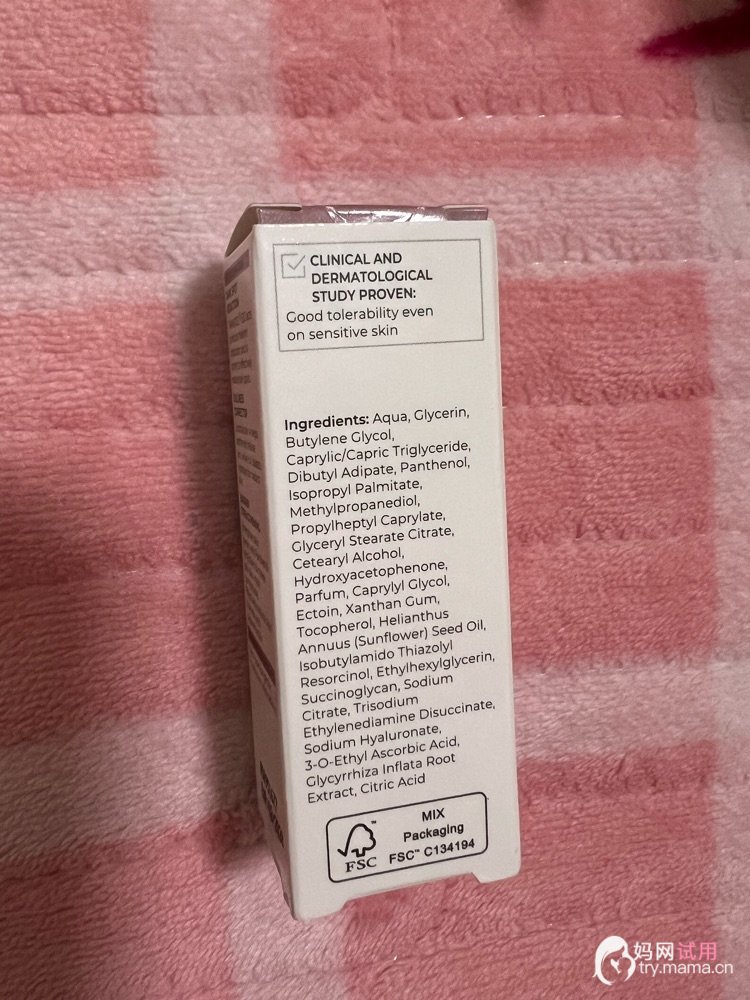 CLINICAL AND
DERMATOLOGICAL
STUDY PROVEN:
Good tolerability even
on sensitive skin
Ingredients: Aqua, Glycerin,
Butylene Glycol,
Caprylic/Capric Triglyceride,
Dibutyl Adipate, Panthenol,
Isopropyl Palmitate,
Methylpropanediol,
Propylheptyl Caprylate,
Glyceryl Stearate Citrate,
Cetearyl Alcohol,
Hydroxyacetophenone,
Parfum, Caprylyl Glycol,
Ectoin, Xanthan Gum,
Tocopherol, Helianthus
Annuus (Sunflower) Seed Oil,
Isobutylamido Thiazolyl
Resorcinol, Ethylhexylglycerin,
Succinoglycan, Sodium
Citrate, Trisodium
Ethylenediamine Disuccinate,
Sodium Hyaluronate,
3-O-Ethyl Ascorbic Acid,
Glycyrrhiza Inflata Root
Extract, Citric Acid
FSC™
MIX
Packaging
FSC™ C134194
妈网试用
try.mama.cn